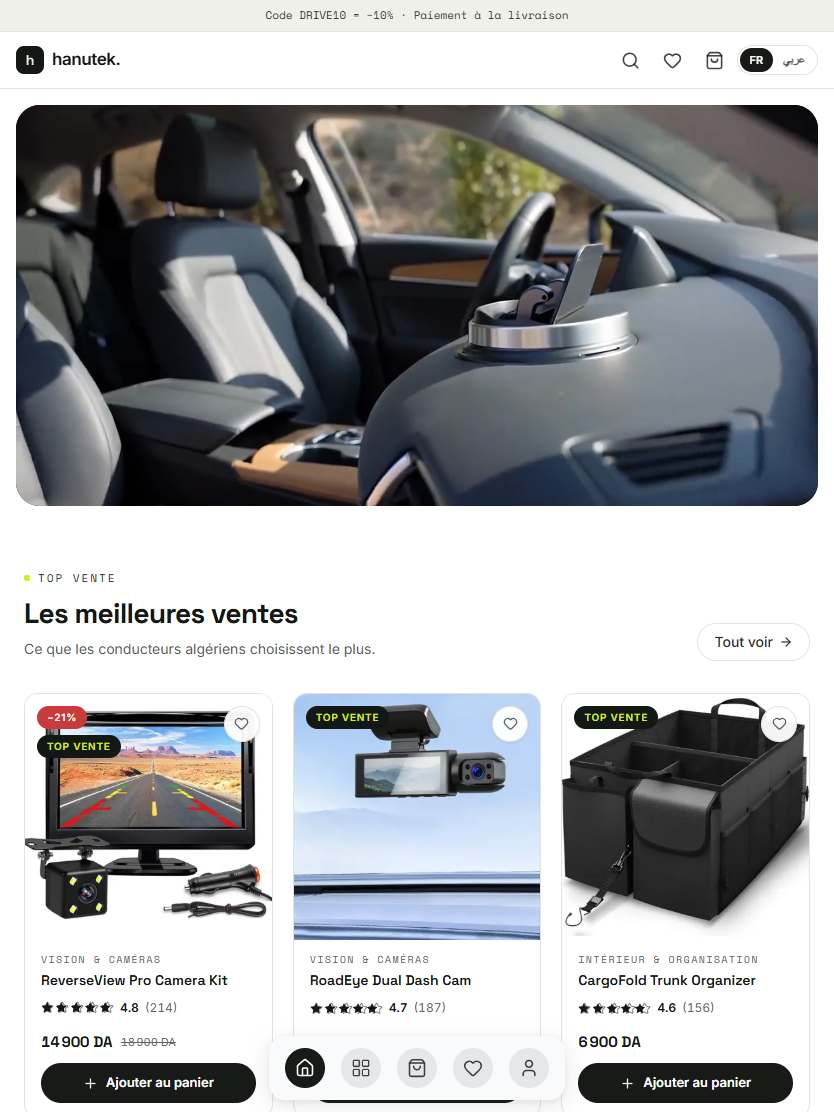 Code DRIVE10 = −10% · Paiement à la livraison
h hanutek. FR عربي
TOP VENTE
Les meilleures ventes
Ce que les conducteurs algériens choisissent le plus.
Tout voir →
−21%
TOP VENTE
VISION & CAMÉRAS
ReverseView Pro Camera Kit
4.8 (214)
14 900 DA 18 900 DA
+ Ajouter au panier
TOP VENTE
VISION & CAMÉRAS
RoadEye Dual Dash Cam
4.7 (187)
TOP VENTE
INTÉRIEUR & ORGANISATION
CargoFold Trunk Organizer
4.6 (156)
6 900 DA
+ Ajouter au panier